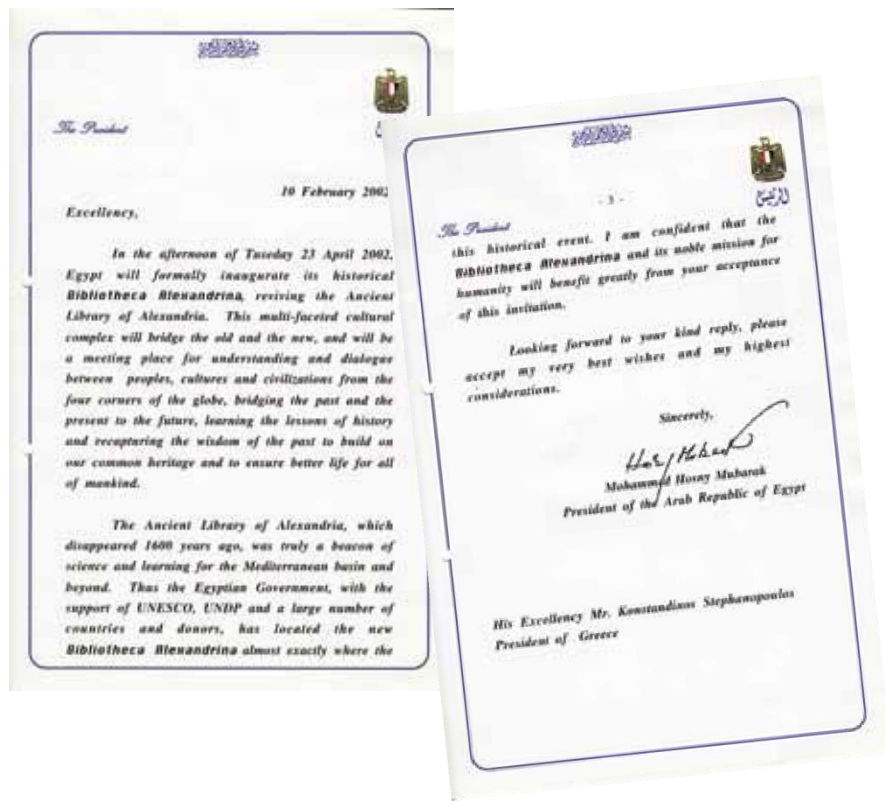 The President
10 February 2002
Excellency,
In the afternoon of Tuseday 23 April 2002,
Egypt will formally inaugurate its historical
Bibliotheca Alexandrina, reviving the Ancient
Library of Alexandria. This multi-faceted cultural
complex will bridge the old and the new, and will be
a meeting place for understanding and dialogue
between peoples, cultures and civilizations from the
four corners of the globe, bridging the past and the
present to the future, learning the lessons of history
and recapturing the wisdom of the past to build on
our common heritage and to ensure better life for all
of mankind.
The Ancient Library of Alexandria, which
disappeared 1600 years ago, was truly a beacon of
science and learning for the Mediterranean basin and
beyond. Thus the Egyptian Government, with the
support of UNESCO, UNDP and a large number of
countries and donors, has located the new
Bibliotheca Alexandrina almost exactly where the
الرئيس
- 3 -
The President
this historical event. I am confident that the
Bibliotheca Alexandrina and its noble mission for
humanity will benefit greatly from your acceptance
of this invitation.
Looking forward to your kind reply, please
accept my very best wishes and my highest
considerations.
Sincerely,
Mohammed Hosny Mubarak
President of the Arab Republic of Egypt
His Excellency Mr. Konstandinos Stephanopoulos
President of Greece